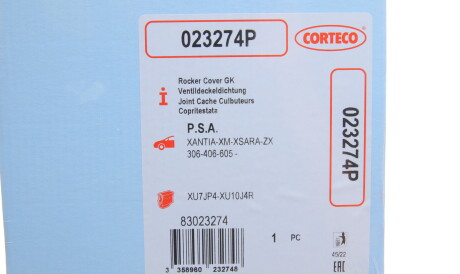 023274P
CORTECO
Rocker Cover GK
Ventildeckeldichtung
Joint Cache Culbuteurs
Copritestata
P.S.A.
XANTIA-XM-XSARA-ZX
306-406-605 -
023274P
XU7JP4-XU10J4R
83023274
1 PC
45/22
3 358960 232748
EAC